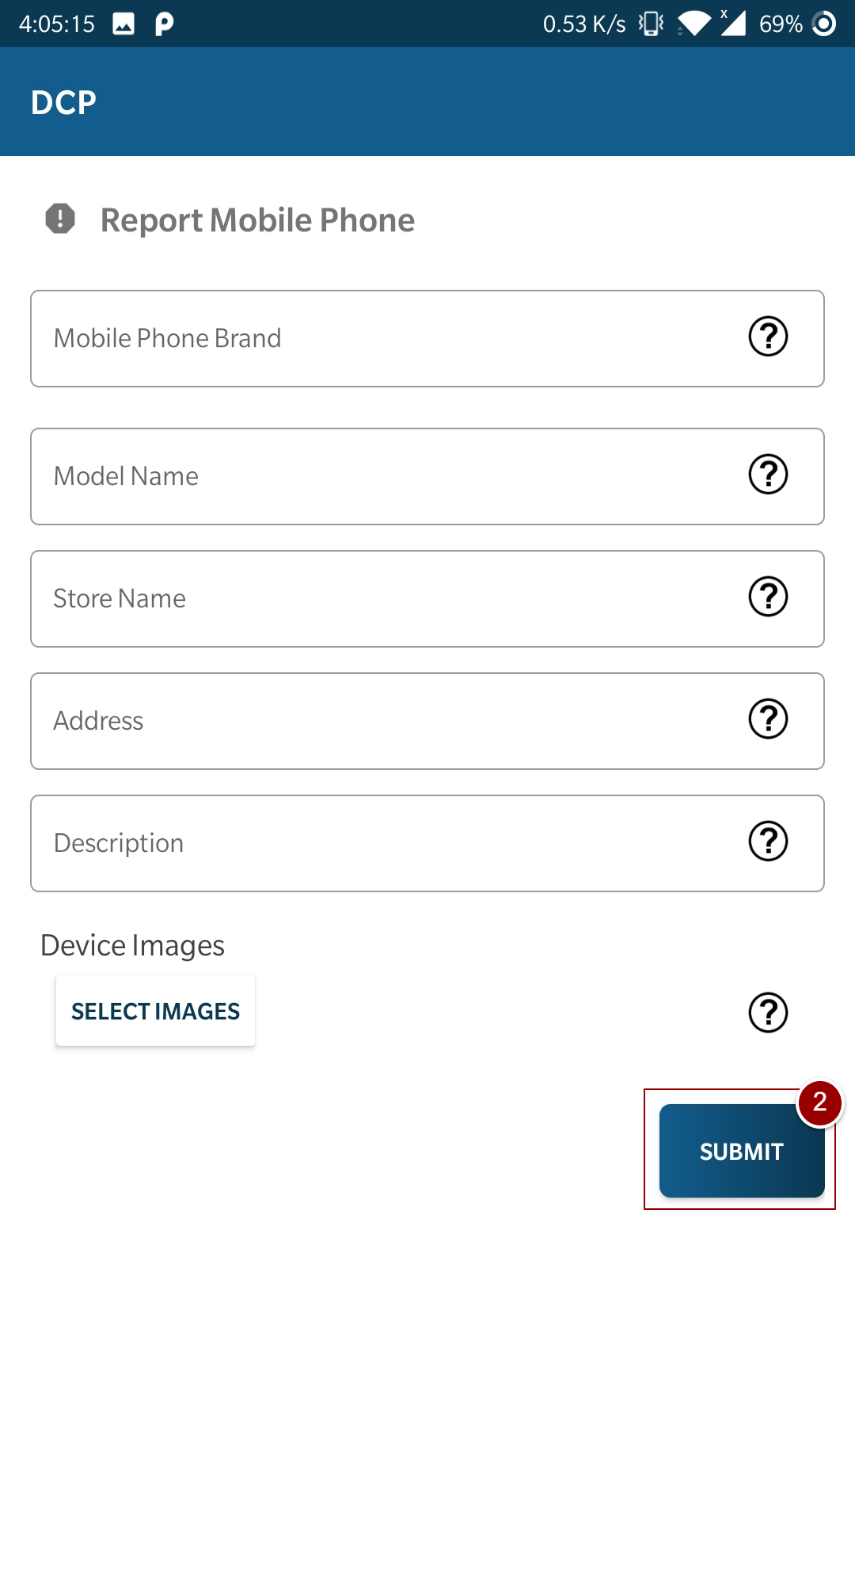 4:05:15 0.53 K/s x 69%
DCP
Report Mobile Phone
Mobile Phone Brand ?
Model Name ?
Store Name ?
Address ?
Description ?
Device Images
SELECT IMAGES ?
2
SUBMIT